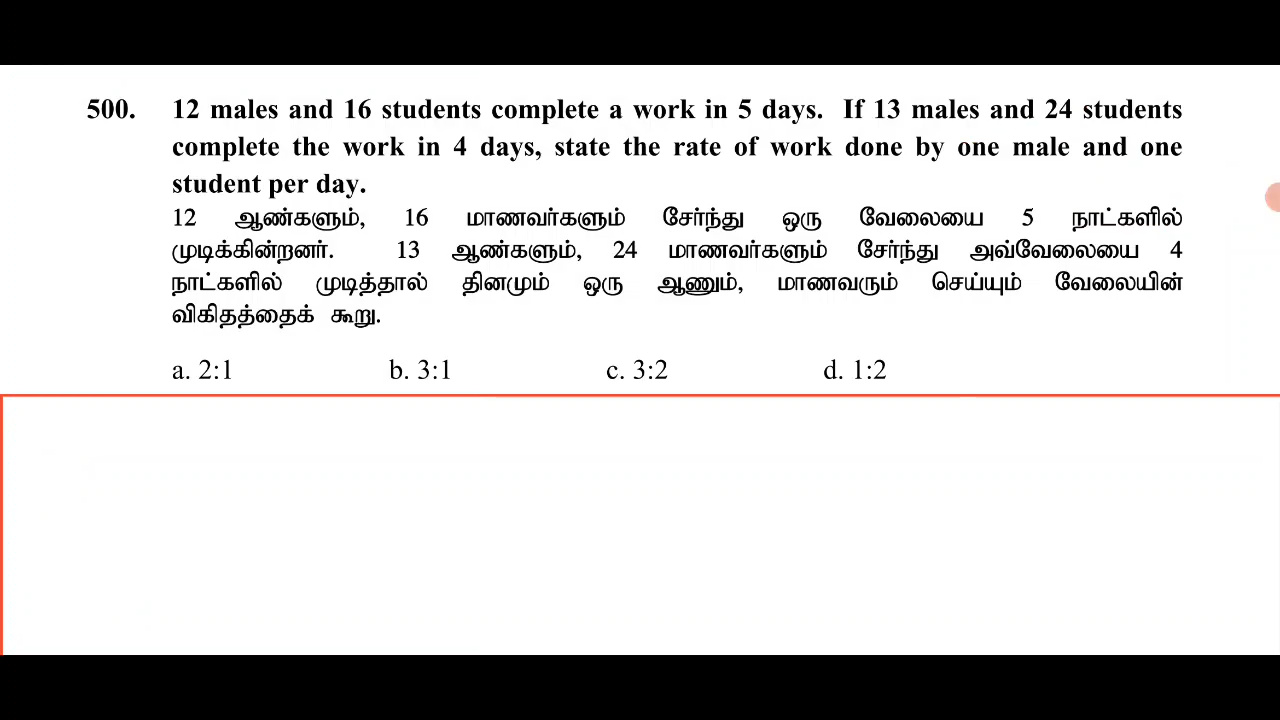 500. 12 males and 16 students complete a work in 5 days. If 13 males and 24 students
complete the work in 4 days, state the rate of work done by one male and one
student per day.
12 ஆண்களும், 16 மாணவர்களும் சேர்ந்து ஒரு வேலையை 5 நாட்களில்
முடிக்கின்றனர். 13 ஆண்களும், 24 மாணவர்களும் சேர்ந்து அவ்வேலையை 4
நாட்களில் முடித்தால் தினமும் ஒரு ஆணும், மாணவரும் செய்யும் வேலையின்
விகிதத்தைக் கூறு.
a. 2:1 b. 3:1 c. 3:2 d. 1:2